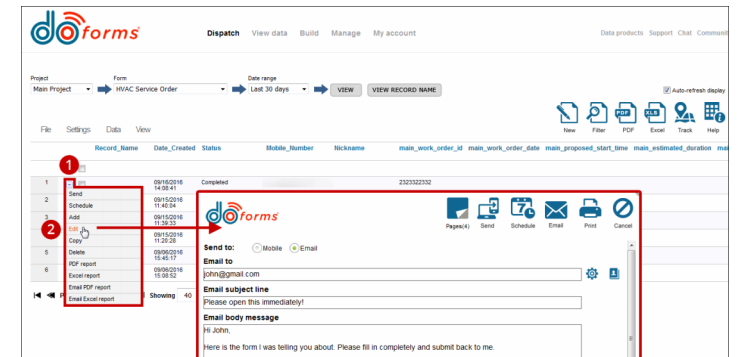 doforms
Dispatch View data Build Manage My account Data products Support Chat Communit
Project Form Date range
Main Project HVAC Service Order Last 30 days VIEW VIEW RECORD NAME Auto-refresh display
New Filter PDF Excel Track Help
File Settings Data View
Record_Name Date_Created Status Mobile_Number Nickname main_work_order_id main_work_order_date main_proposed_start_time main_estimated_duration mai
1
1 09/16/2016 Completed 2323322332
14:08:41
Send
2 09/15/2016
11:40:04
Schedule
3 09/15/2016
11:39:33
Add
2 Edit
09/15/2016
11:20:28
Copy
5 09/06/2016
15:45:17
Delete
PDF report
6 09/06/2016
15:08:52
Excel report
Email PDF report
Showing 40
Email Excel report
doforms
Pages(4) Send Schedule Email Print Cancel
Send to: Mobile Email
Email to
john@gmail.com
Email subject line
Please open this immediately!
Email body message
Hi John,
Here is the form I was telling you about. Please fill in completely and submit back to me.